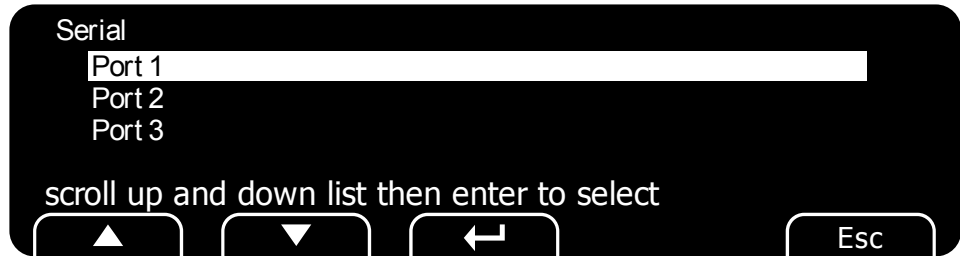 Serial
Port 1
Port 2
Port 3
scroll up and down list then enter to select
Esc